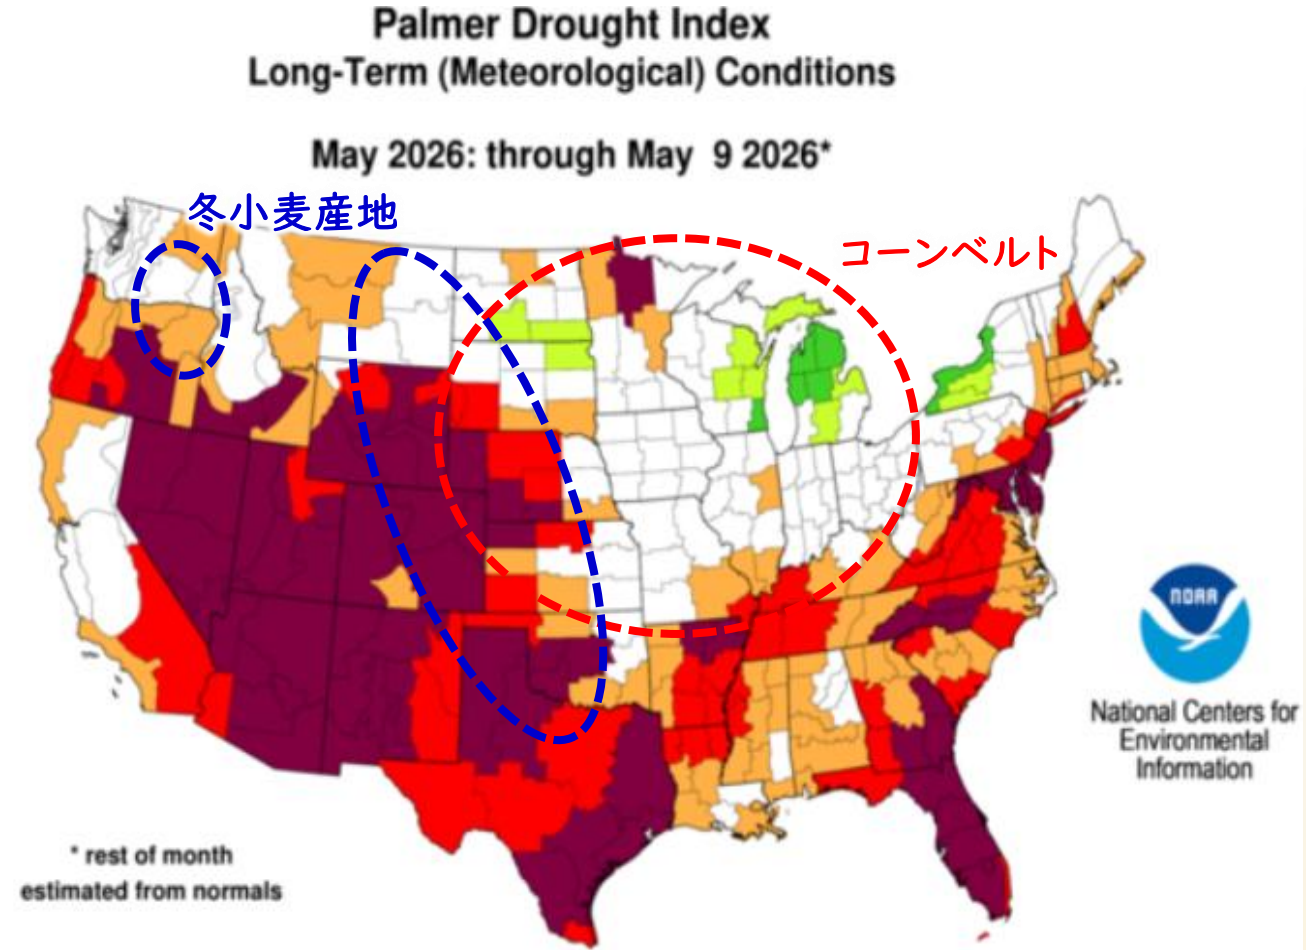 Palmer Drought Index
Long-Term (Meteorological) Conditions
May 2026: through May 9 2026*
冬小麦産地
コーンベルト
NOAA
National Centers for
Environmental
Information
* rest of month
estimated from normals